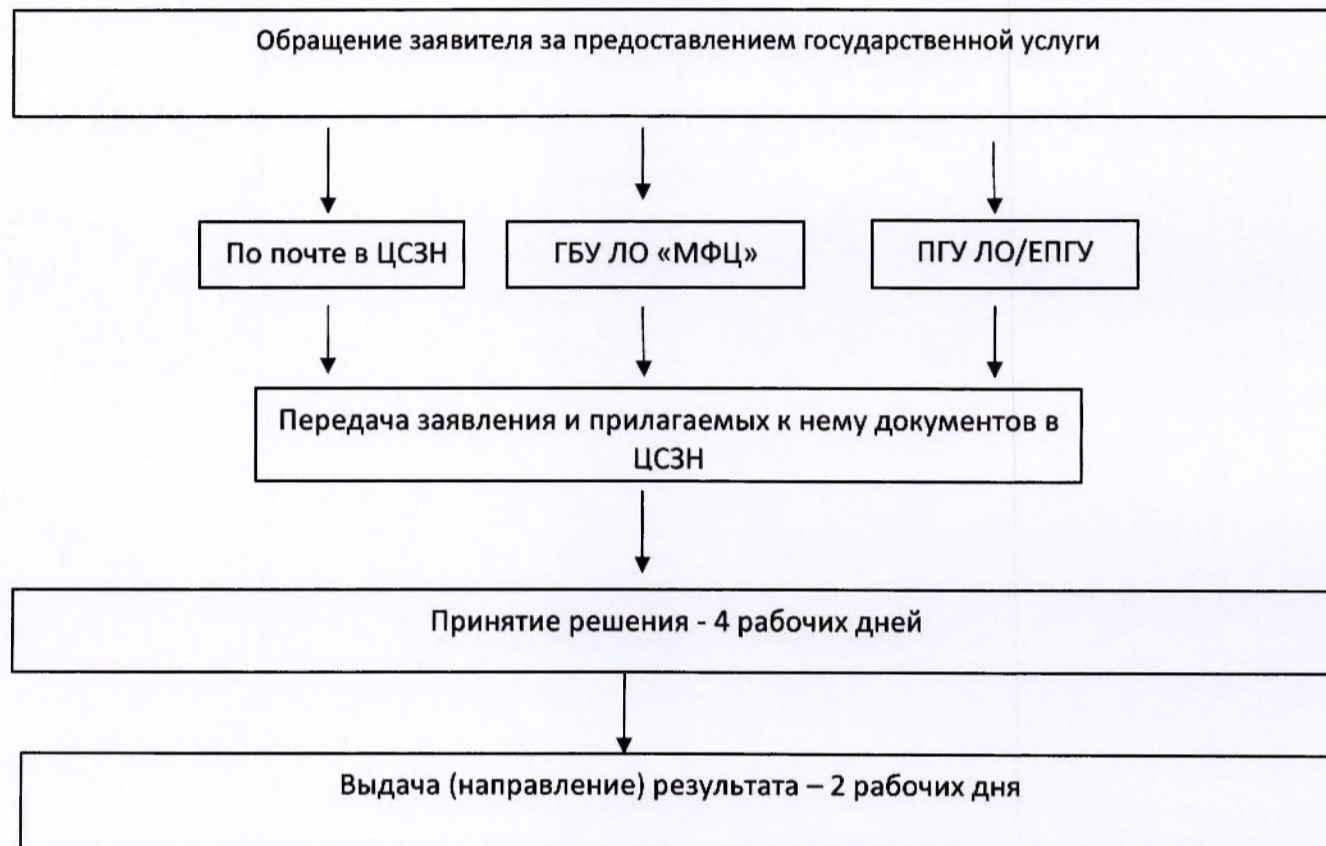 Обращение заявителя за предоставлением государственной услуги
По почте в ЦСЗН
ГБУ ЛО «МФЦ»
ПГУ ЛО/ЕПГУ
Передача заявления и прилагаемых к нему документов в
ЦСЗН
Принятие решения - 4 рабочих дней
Выдача (направление) результата – 2 рабочих дня